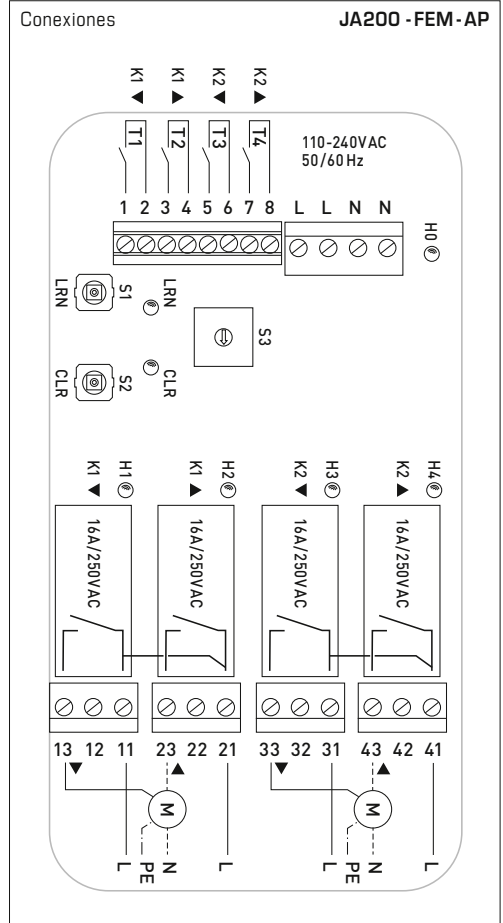 Conexiones JA200 - FEM - AP
K1 K1 K2 K2
◀ ▶ ◀ ▶
T1 T2 T3 T4
110-240VAC
50/60 Hz
1 2 3 4 5 6 7 8 L L N N
H0
LRN S1 LRN
S3
CLR S2 CLR
K1 H1 K1 H2 K2 H3 K2 H4
◀ ▶ ◀ ▶
16A/250VAC 16A/250VAC 16A/250VAC 16A/250VAC
13 12 11 23 22 21 33 32 31 43 42 41
▼ ▲ ▼ ▲
M M
L PE N L L PE N L